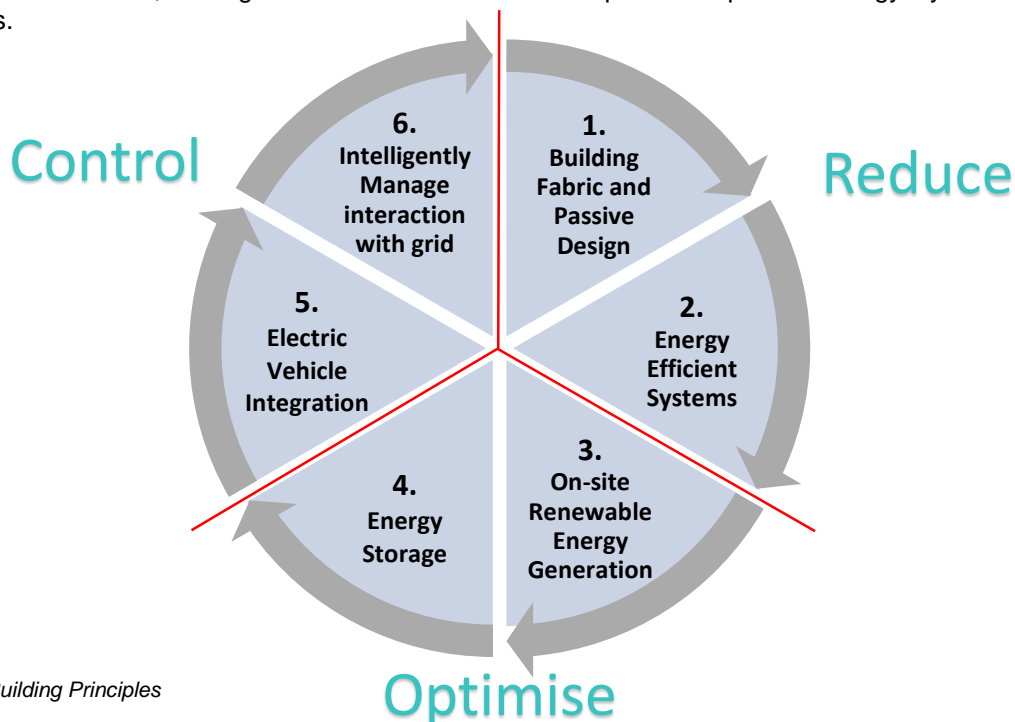 s.
Control
Reduce
Optimise
1.
Building
Fabric and
Passive
Design
2.
Energy
Efficient
Systems
3.
On-site
Renewable
Energy
Generation
4.
Energy
Storage
5.
Electric
Vehicle
Integration
6.
Intelligently
Manage
interaction
with grid
uilding Principles